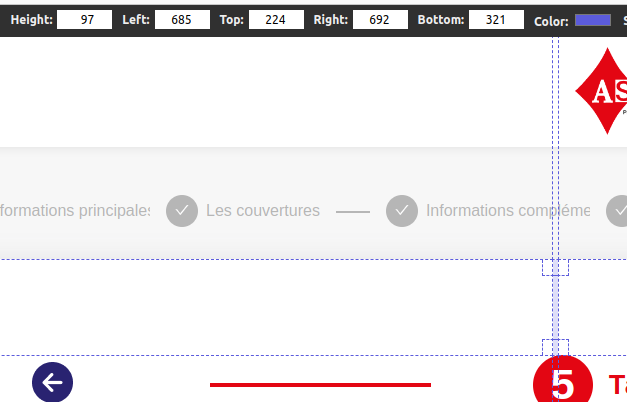 Height: 97 Left: 685 Top: 224 Right: 692 Bottom: 321 Color: S
AS
P
formations principales Les couvertures Informations compléme
5 Ta